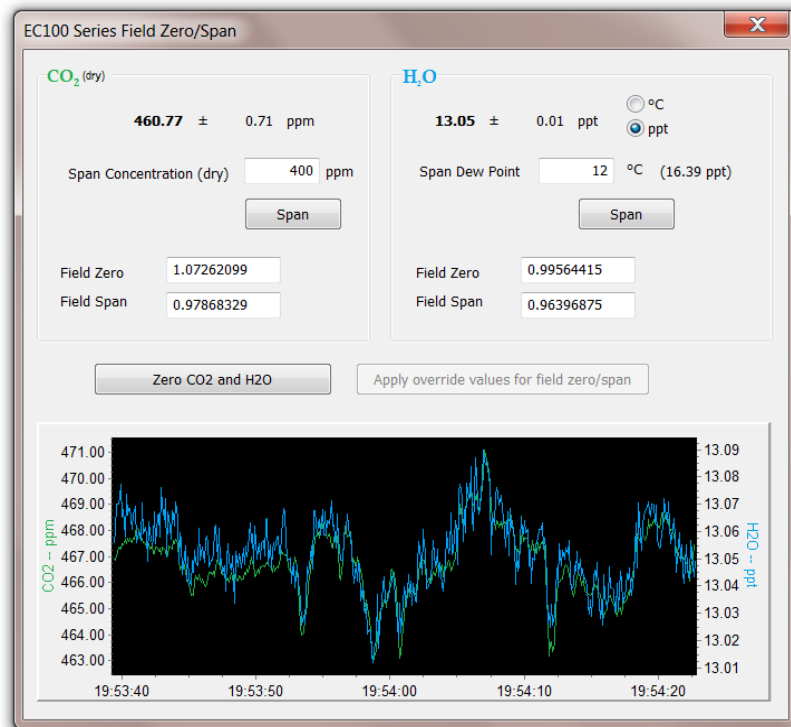 EC100 Series Field Zero/Span
CO₂ (dry)
460.77 ± 0.71 ppm
Span Concentration (dry) 400 ppm
Span
Field Zero 1.07262099
Field Span 0.97868329
H₂O
13.05 ± 0.01 ppt
ºC
ppt
Span Dew Point 12 ºC (16.39 ppt)
Span
Field Zero 0.99564415
Field Span 0.96396875
Zero CO2 and H2O
Apply override values for field zero/span
CO2 -- ppm
471.00
470.00
469.00
468.00
467.00
466.00
465.00
464.00
463.00
13.09
13.08
13.07
13.06
13.05
13.04
13.03
13.02
13.01
H2O -- ppt
19:53:40 19:53:50 19:54:00 19:54:10 19:54:20